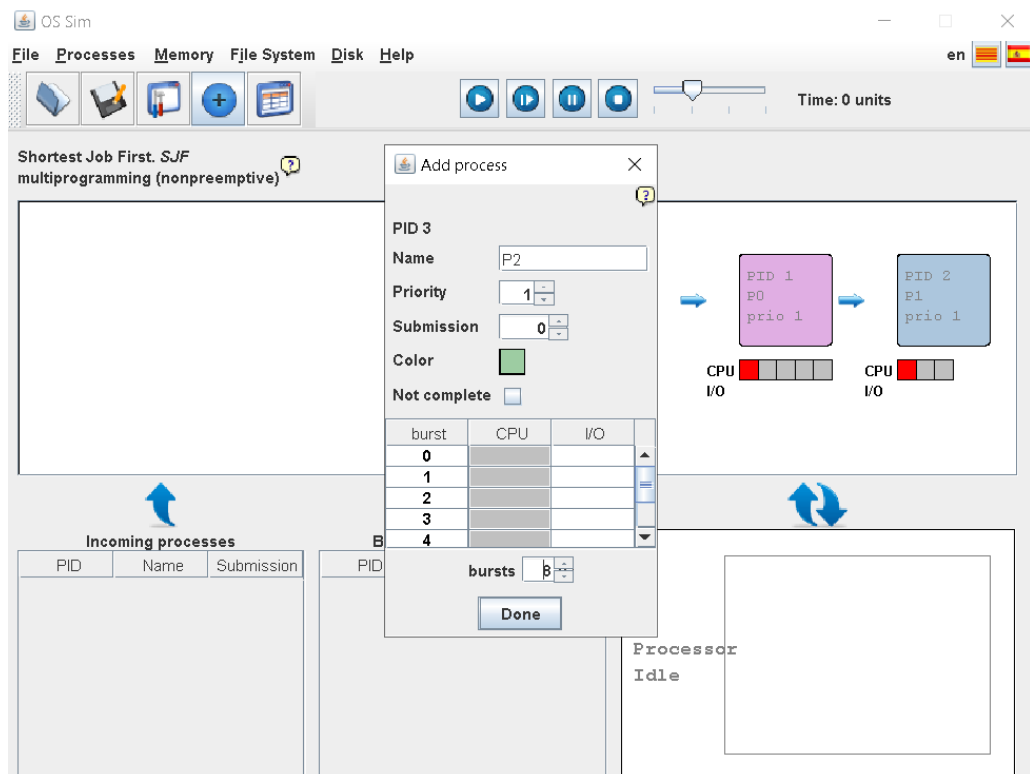 OS Sim
File Processes Memory File System Disk Help
en
Time: 0 units
Shortest Job First. SJF
multiprogramming (nonpreemptive)
Add process
PID 3
Name P2
Priority 1
Submission 0
Color
Not complete
burst CPU I/O
0
1
2
3
4
bursts 8
Done
PID 1
P0
prio 1
CPU
I/O
PID 2
P1
prio 1
CPU
I/O
Incoming processes
PID Name Submission
B
PID
Processor
Idle